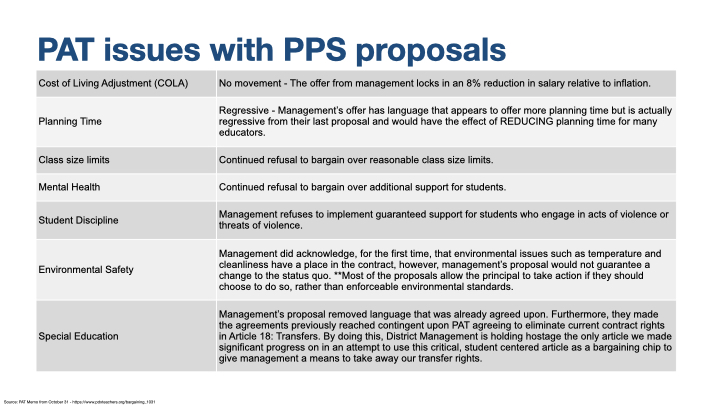 PAT issues with PPS proposals
Cost of Living Adjustment (COLA)
No movement - The offer from management locks in an 8% reduction in salary relative to inflation.
Planning Time
Regressive - Management's offer has language that appears to offer more planning time but is actually
regressive from their last proposal and would have the effect of REDUCING planning time for many
educators.
Class size limits
Continued refusal to bargain over reasonable class size limits.
Mental Health
Continued refusal to bargain over additional support for students.
Student Discipline
Management refuses to implement guaranteed support for students who engage in acts of violence or
threats of violence.
Environmental Safety
Management did acknowledge, for the first time, that environmental issues such as temperature and
cleanliness have a place in the contract, however, management's proposal would not guarantee a
change to the status quo. **Most of the proposals allow the principal to take action if they should
choose to do so, rather than enforceable environmental standards.
Special Education
Management's proposal removed language that was already agreed upon. Furthermore, they made
the agreements previously reached contingent upon PAT agreeing to eliminate current contract rights
in Article 18: Transfers. By doing this, District Management is holding hostage the only article we made
significant progress on in an attempt to use this critical, student centered article as a bargaining chip to
give management a means to take away our transfer rights.
Source: PAT Meme from October 31 - https://www.pdxteachers.org/bargaining_1031